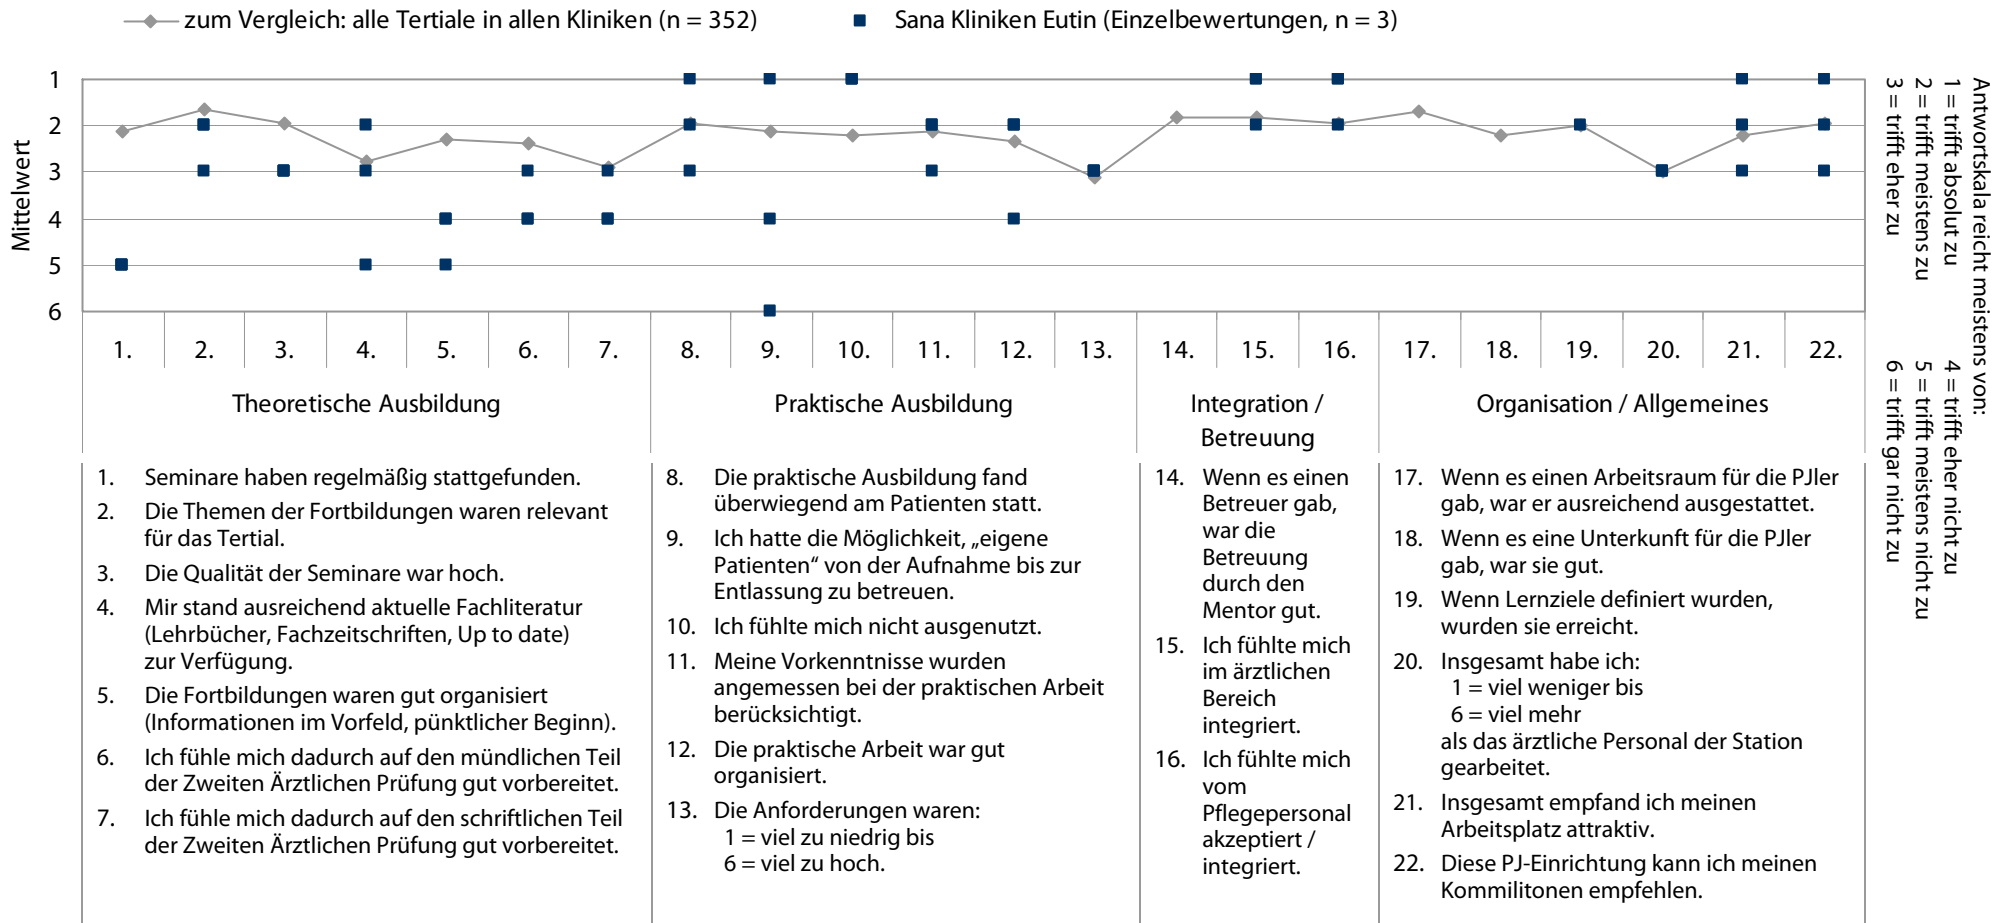 zum Vergleich: alle Tertiale in allen Kliniken (n = 352)
Sana Kliniken Eutin (Einzelbewertungen, n = 3)
Mittelwert
1
2
3
4
5
6
1. 2. 3. 4. 5. 6. 7. 8. 9. 10. 11. 12. 13. 14. 15. 16. 17. 18. 19. 20. 21. 22.
Theoretische Ausbildung
Praktische Ausbildung
Integration /
Betreuung
Organisation / Allgemeines
1. Seminare haben regelmäßig stattgefunden.
2. Die Themen der Fortbildungen waren relevant
für das Tertial.
3. Die Qualität der Seminare war hoch.
4. Mir stand ausreichend aktuelle Fachliteratur
(Lehrbücher, Fachzeitschriften, Up to date)
zur Verfügung.
5. Die Fortbildungen waren gut organisiert
(Informationen im Vorfeld, pünktlicher Beginn).
6. Ich fühle mich dadurch auf den mündlichen Teil
der Zweiten Ärztlichen Prüfung gut vorbereitet.
7. Ich fühle mich dadurch auf den schriftlichen Teil
der Zweiten Ärztlichen Prüfung gut vorbereitet.
8. Die praktische Ausbildung fand
überwiegend am Patienten statt.
9. Ich hatte die Möglichkeit, „eigene
Patienten“ von der Aufnahme bis zur
Entlassung zu betreuen.
10. Ich fühlte mich nicht ausgenutzt.
11. Meine Vorkenntnisse wurden
angemessen bei der praktischen Arbeit
berücksichtigt.
12. Die praktische Arbeit war gut
organisiert.
13. Die Anforderungen waren:
1 = viel zu niedrig bis
6 = viel zu hoch.
14. Wenn es einen
Betreuer gab,
war die
Betreuung
durch den
Mentor gut.
15. Ich fühlte mich
im ärztlichen
Bereich
integriert.
16. Ich fühlte mich
vom
Pflegepersonal
akzeptiert /
integriert.
17. Wenn es einen Arbeitsraum für die PJler
gab, war er ausreichend ausgestattet.
18. Wenn es eine Unterkunft für die PJler
gab, war sie gut.
19. Wenn Lernziele definiert wurden,
wurden sie erreicht.
20. Insgesamt habe ich:
1 = viel weniger bis
6 = viel mehr
als das ärztliche Personal der Station
gearbeitet.
21. Insgesamt empfand ich meinen
Arbeitsplatz attraktiv.
22. Diese PJ-Einrichtung kann ich meinen
Kommilitonen empfehlen.
Antwortskala reicht meistens von:
1 = trifft absolut zu
2 = trifft meistens zu
3 = trifft eher zu
4 = trifft eher nicht zu
5 = trifft meistens nicht zu
6 = trifft gar nicht zu